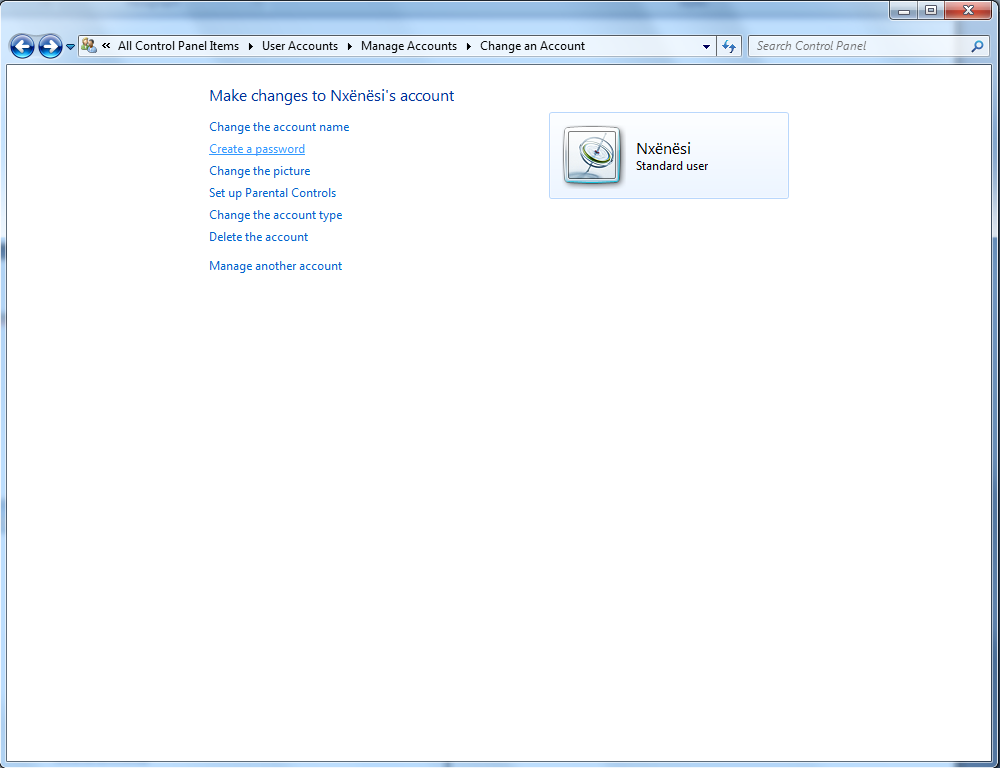 « All Control Panel Items ▸ User Accounts ▸ Manage Accounts ▸ Change an Account
Search Control Panel
Make changes to Nxënësi's account
Change the account name
Create a password
Change the picture
Set up Parental Controls
Change the account type
Delete the account
Manage another account
Nxënësi
Standard user